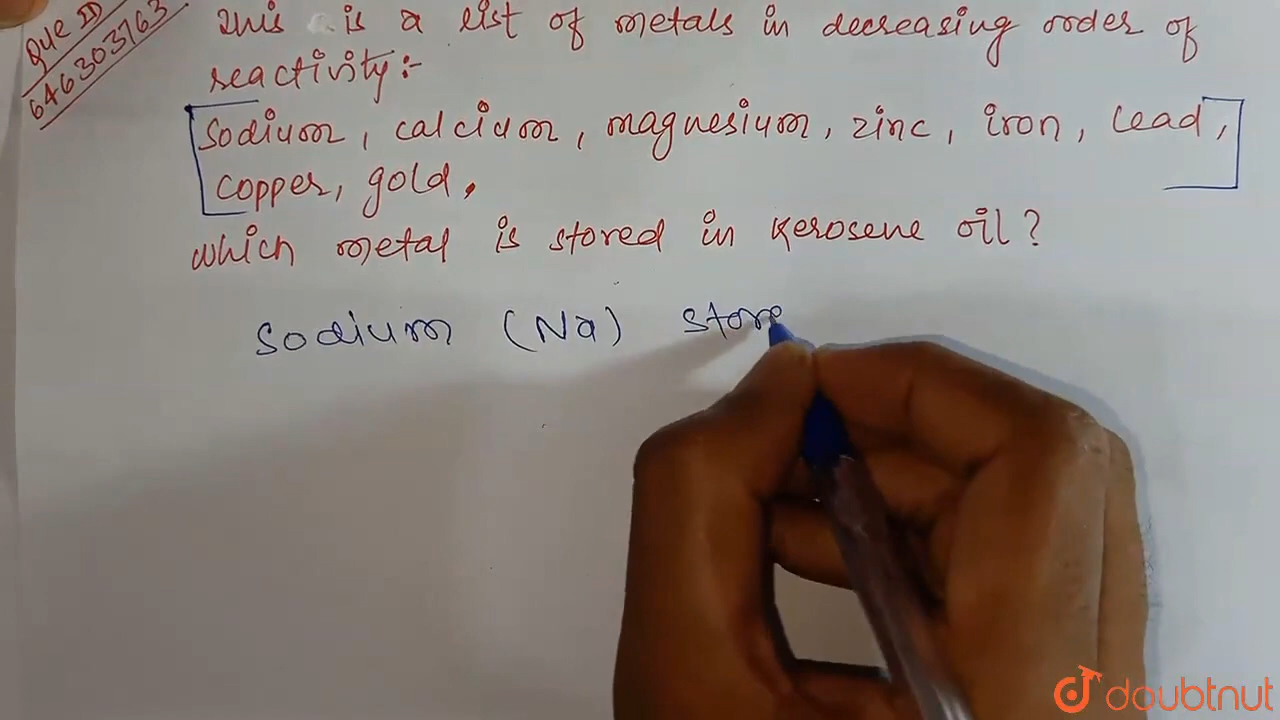 Que ID
646303763
This is a list of metals in decreasing order of
reactivity:-
Sodium, calcium, magnesium, zinc, iron, lead,
copper, gold,
which metal is stored in kerosene oil?
Sodium (Na) store
doubtnut